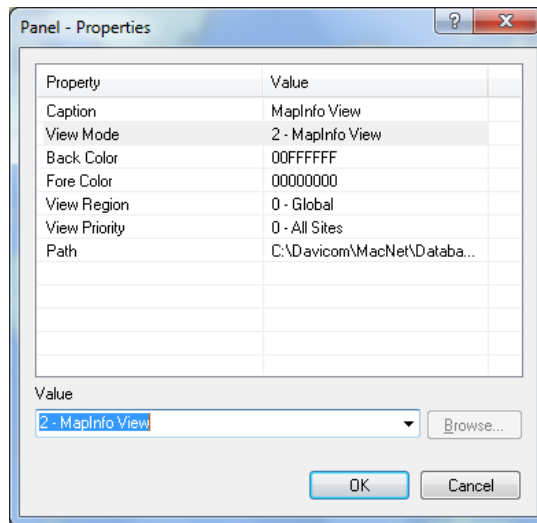 Panel - Properties
Property Value
Caption MapInfo View
View Mode 2 - MapInfo View
Back Color 00FFFFFF
Fore Color 00000000
View Region 0 - Global
View Priority 0 - All Sites
Path C:\Davicom\MacNet\Databa...
Value
2 - MapInfo View Browse...
OK Cancel